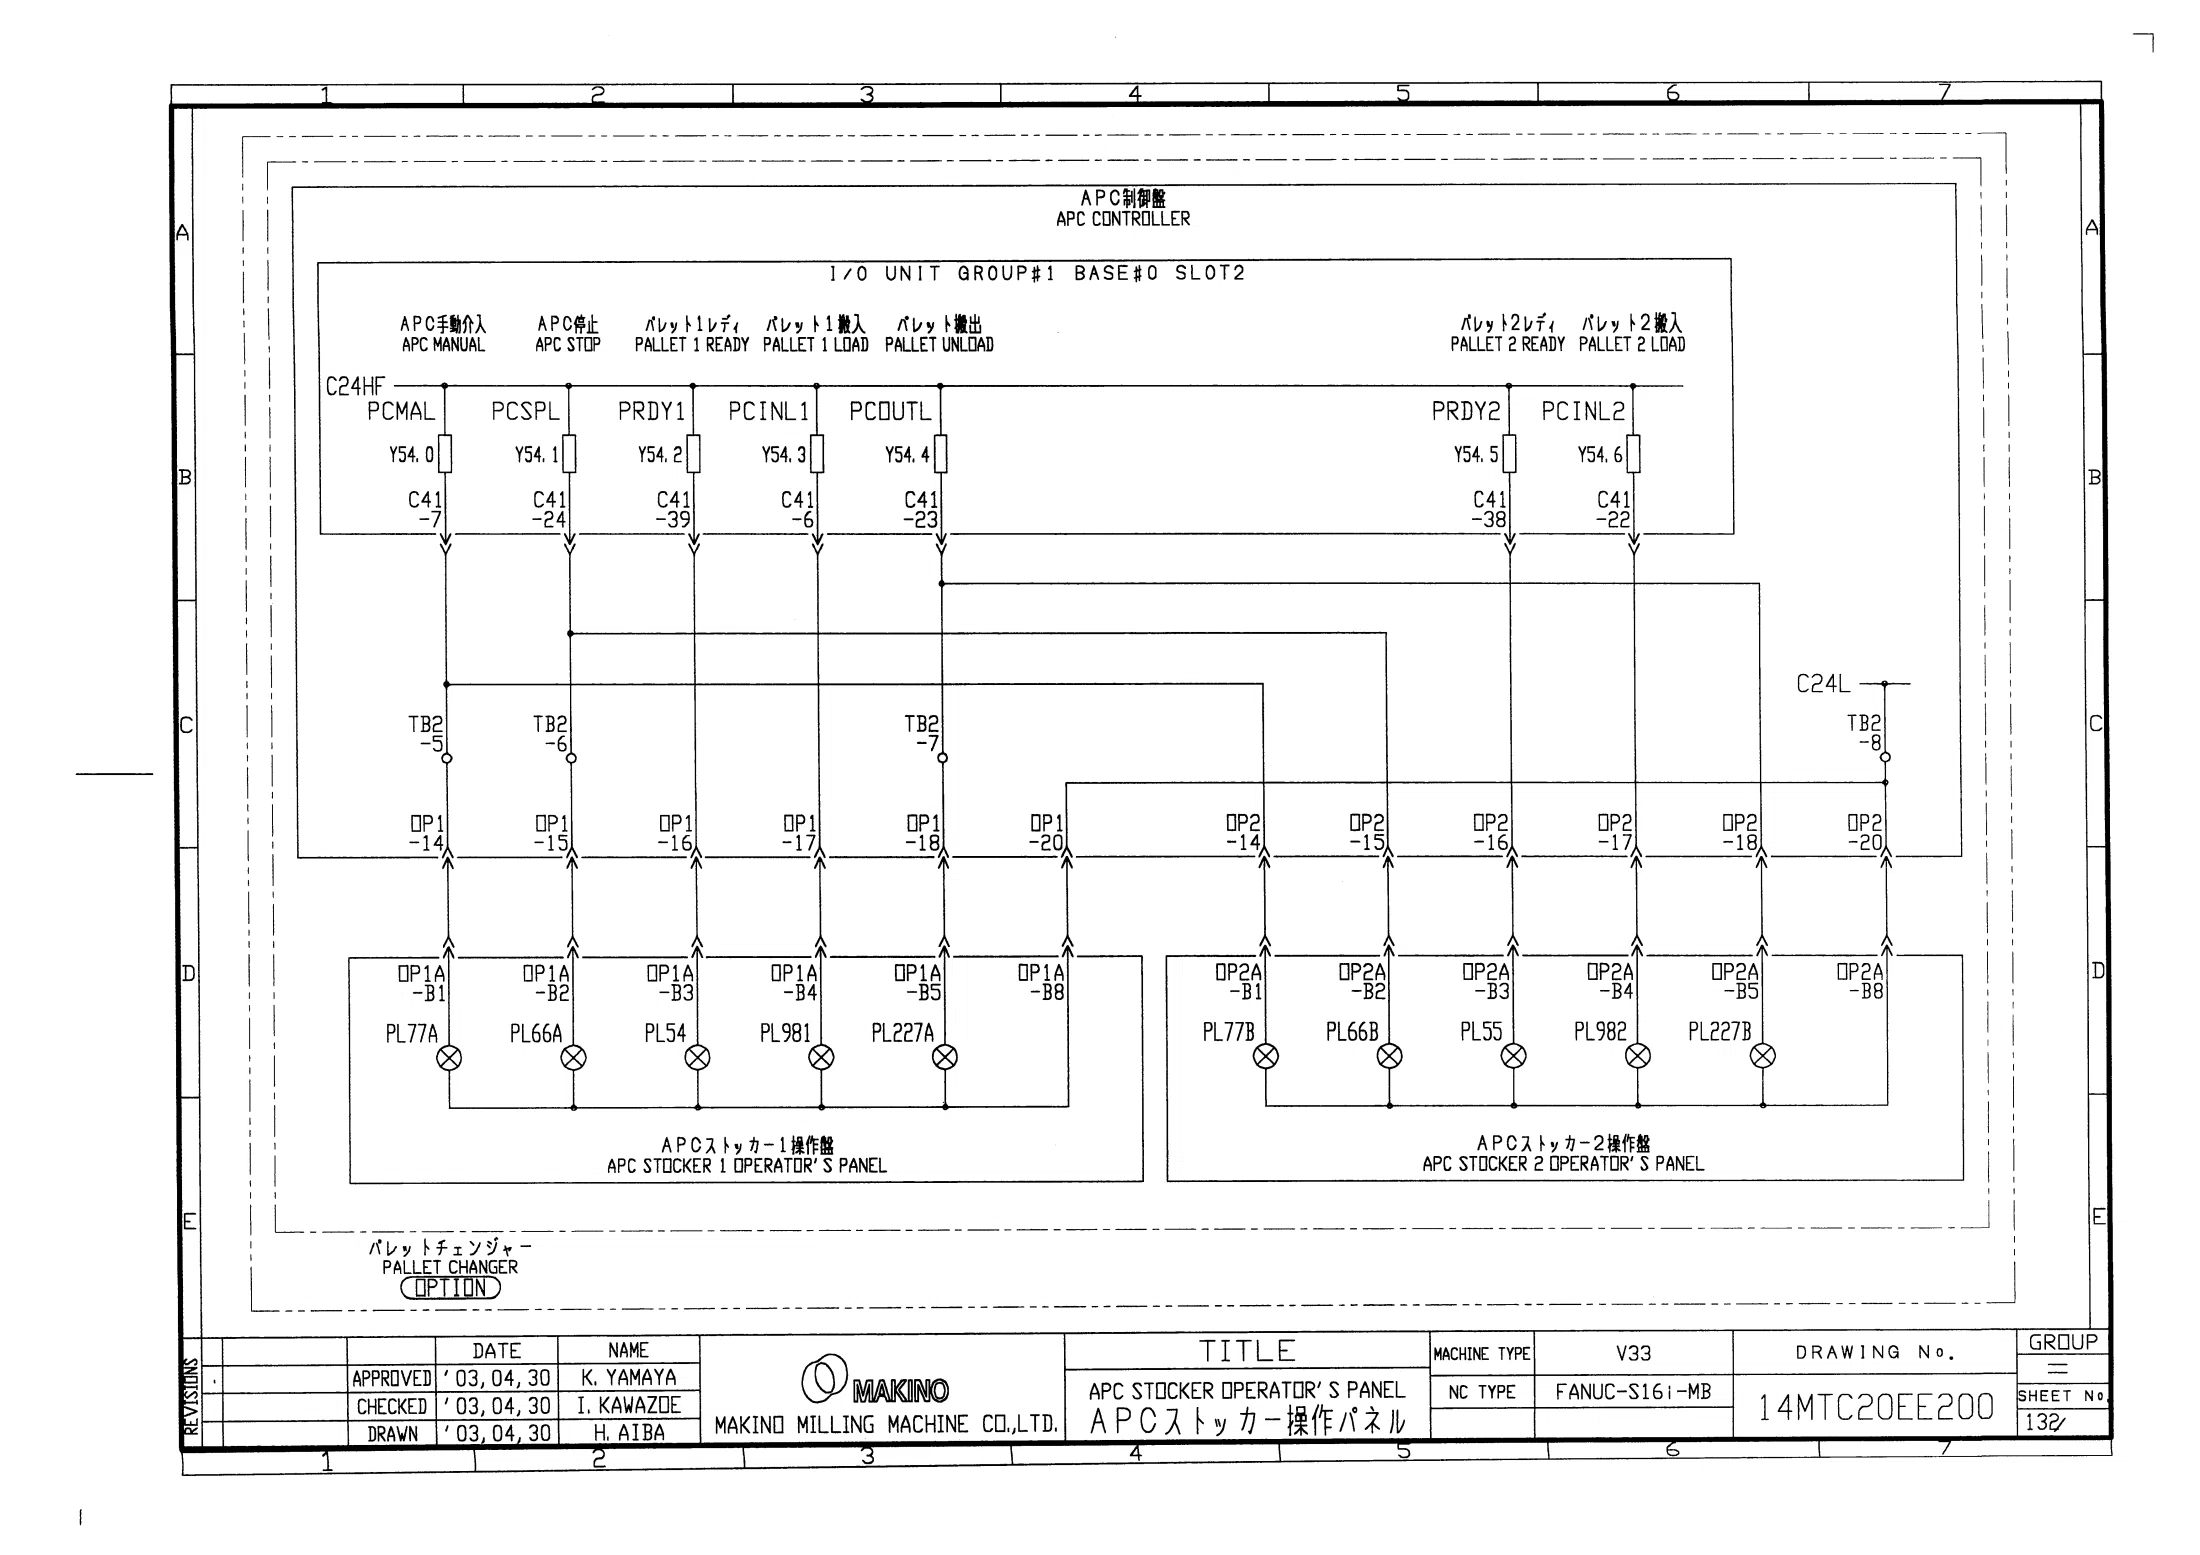 1 2 3 4 5 6 7
A A
APC制御盤
APC CONTROLLER
I/O UNIT GROUP#1 BASE#0 SLOT2
APC手動介入 APC停止 パレット1レディ パレット1搬入 パレット搬出 パレット2レディ パレット2搬入
APC MANUAL APC STOP PALLET 1 READY PALLET 1 LOAD PALLET UNLOAD PALLET 2 READY PALLET 2 LOAD
C24HF
PCMAL PCSPL PRDY1 PCINL1 PCOUTL PRDY2 PCINL2
Y54.0 Y54.1 Y54.2 Y54.3 Y54.4 Y54.5 Y54.6
B B
C41 C41 C41 C41 C41 C41 C41
-7 -24 -39 -6 -23 -38 -22
C24L
TB2 TB2 TB2 TB2
-5 -6 -7 -8
C C
OP1 OP1 OP1 OP1 OP1 OP1 OP2 OP2 OP2 OP2 OP2 OP2
-14 -15 -16 -17 -18 -20 -14 -15 -16 -17 -18 -20
D D
OP1A OP1A OP1A OP1A OP1A OP1A OP2A OP2A OP2A OP2A OP2A OP2A
-B1 -B2 -B3 -B4 -B5 -B8 -B1 -B2 -B3 -B4 -B5 -B8
PL77A PL66A PL54 PL981 PL227A PL77B PL66B PL55 PL982 PL227B
APCストッカー1操作盤 APCストッカー2操作盤
APC STOCKER 1 OPERATOR'S PANEL APC STOCKER 2 OPERATOR'S PANEL
E E
パレットチェンジャー
PALLET CHANGER
OPTION
REVISIONS
DATE NAME
APPROVED '03,04,30 K. YAMAYA
CHECKED '03,04,30 I. KAWAZOE
DRAWN '03,04,30 H. AIBA
MAKINO
MAKINO MILLING MACHINE CO.,LTD.
TITLE
APC STOCKER OPERATOR'S PANEL
APCストッカー操作パネル
MACHINE TYPE V33
NC TYPE FANUC-S16i-MB
DRAWING No.
14MTC20EE200
GROUP
二
SHEET No.
132/
1 2 3 4 5 6 7